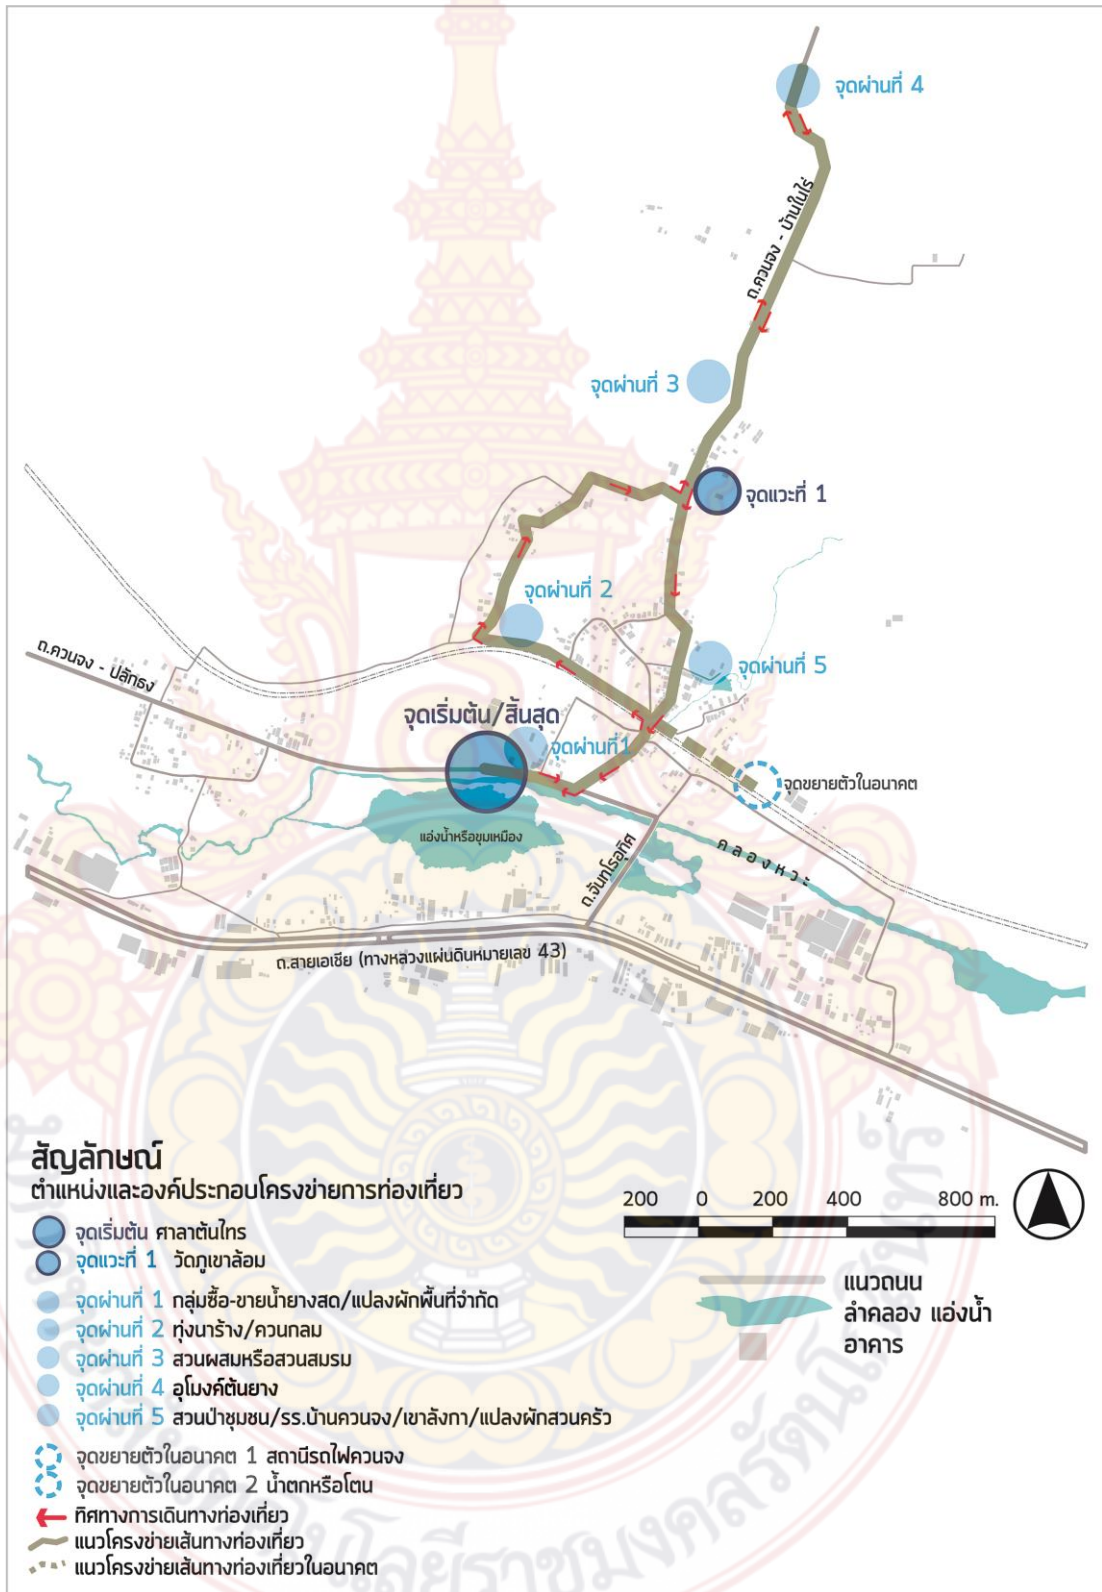 จุดผ่านที่ 4
ถ.ควนจง - บ้านในไร่
จุดผ่านที่ 3
จุดแวะที่ 1
จุดผ่านที่ 2
ถ.ควนจง - ปลักธง
จุดผ่านที่ 5
จุดเริ่มต้น/สิ้นสุด
จุดผ่านที่1
จุดขยายตัวในอนาคต
แอ่งน้ำหรือขุมเหมือง
คลองหวะ
ถ.จันทโรอุทิศ
ถ.สายเอเชีย (ทางหลวงแผ่นดินหมายเลข 43)
สัญลักษณ์
ตำแหน่งและองค์ประกอบโครงข่ายการท่องเที่ยว
จุดเริ่มต้น ศาลาต้นไทร
จุดแวะที่ 1 วัดภูเขาล้อม
จุดผ่านที่ 1 กลุ่มซื้อ-ขายน้ำยางสด/แปลงผักพื้นที่จำกัด
จุดผ่านที่ 2 ทุ่งนาร้าง/ควนกลม
จุดผ่านที่ 3 สวนผสมหรือสวนสมรม
จุดผ่านที่ 4 อุโมงค์ต้นยาง
จุดผ่านที่ 5 สวนป่าชุมชน/รร.บ้านควนจง/เขาลังกา/แปลงผักสวนครัว
จุดขยายตัวในอนาคต 1 สถานีรถไฟควนจง
จุดขยายตัวในอนาคต 2 น้ำตกหรือโตน
ทิศทางการเดินทางท่องเที่ยว
แนวโครงข่ายเส้นทางท่องเที่ยว
แนวโครงข่ายเส้นทางท่องเที่ยวในอนาคต
200 0 200 400 800 m.
แนวถนน
ลำคลอง แอ่งน้ำ
อาคาร